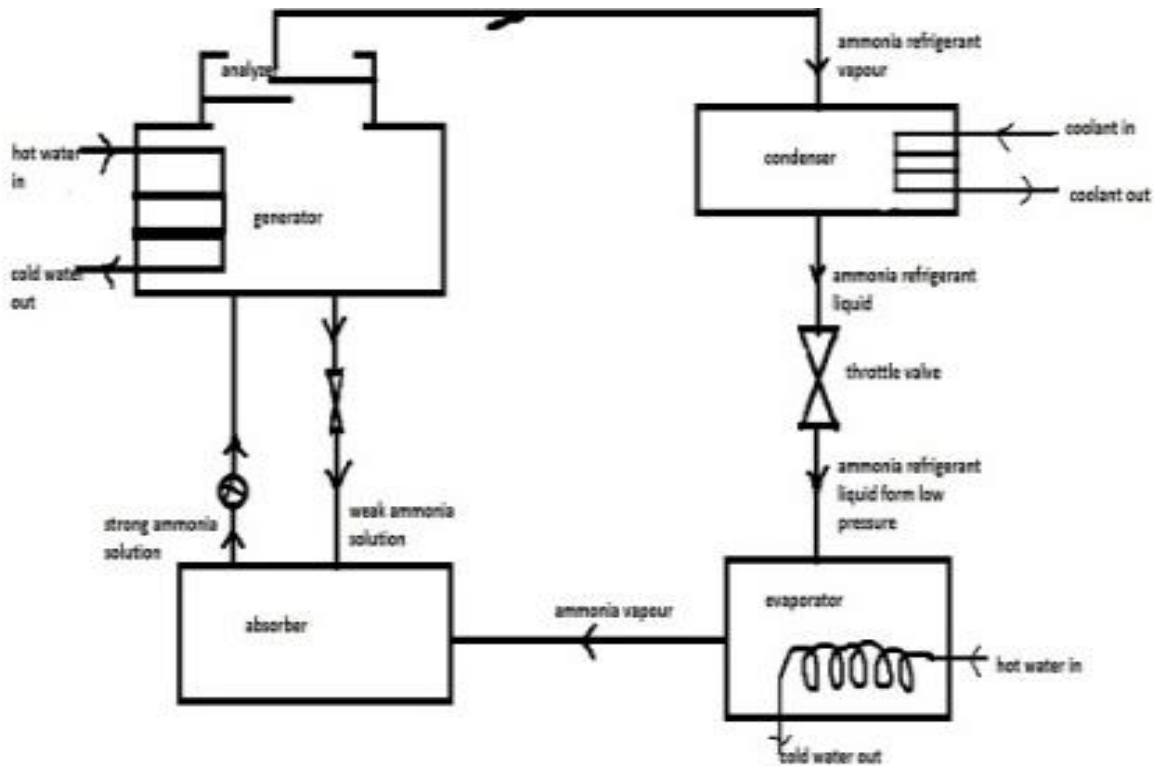 analyze
ammonia refrigerant
vapour
hot water
in
condenser
coolant in
coolant out
generator
cold water
out
ammonia refrigerant
liquid
throttle valve
ammonia refrigerant
liquid form low
pressure
strong ammonia
solution
weak ammonia
solution
absorber
ammonia vapour
evaporator
hot water in
cold water out